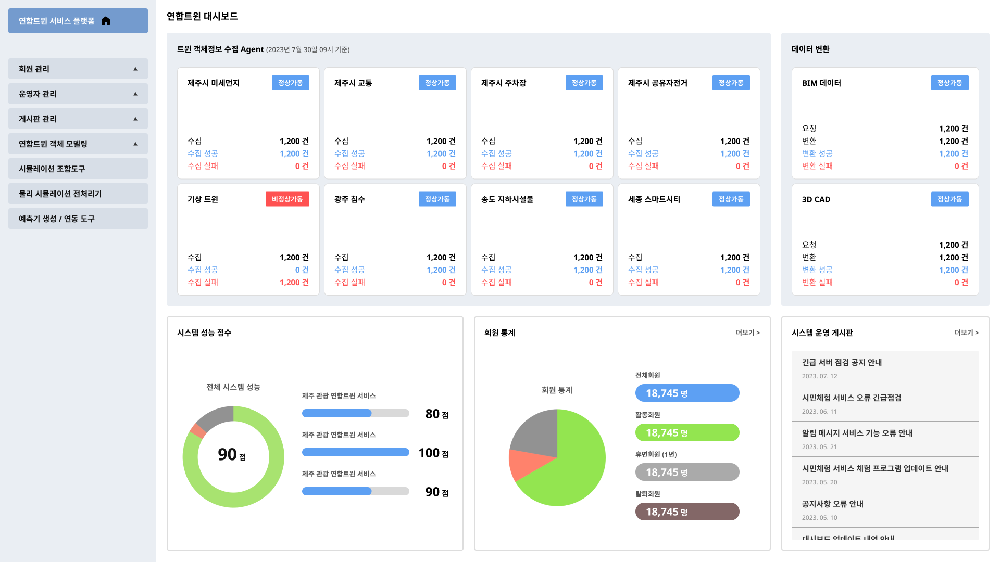 연합트윈 서비스 플랫폼
회원 관리
운영자 관리
게시판 관리
연합트윈 객체 모델링
시뮬레이션 조합도구
물리 시뮬레이션 전처리기
예측기 생성 / 연동 도구
연합트윈 대시보드
트윈 객체정보 수집 Agent (2023년 7월 30일 09시 기준)
제주시 미세먼지 정상가동
수집 1,200 건
수집 성공 1,200 건
수집 실패 0 건
제주시 교통 정상가동
수집 1,200 건
수집 성공 1,200 건
수집 실패 0 건
제주시 주차장 정상가동
수집 1,200 건
수집 성공 1,200 건
수집 실패 0 건
제주시 공유자전거 정상가동
수집 1,200 건
수집 성공 1,200 건
수집 실패 0 건
기상 트윈 비정상가동
수집 1,200 건
수집 성공 0 건
수집 실패 1,200 건
광주 침수 정상가동
수집 1,200 건
수집 성공 1,200 건
수집 실패 0 건
송도 지하시설물 정상가동
수집 1,200 건
수집 성공 1,200 건
수집 실패 0 건
세종 스마트시티 정상가동
수집 1,200 건
수집 성공 1,200 건
수집 실패 0 건
데이터 변환
BIM 데이터 정상가동
요청 1,200 건
변환 1,200 건
변환 성공 1,200 건
변환 실패 0 건
3D CAD 정상가동
요청 1,200 건
변환 1,200 건
변환 성공 1,200 건
변환 실패 0 건
시스템 성능 점수
전체 시스템 성능
90 점
제주 관광 연합트윈 서비스
80 점
제주 관광 연합트윈 서비스
100 점
제주 관광 연합트윈 서비스
90 점
회원 통계 더보기 >
회원 통계
전체회원
18,745 명
활동회원
18,745 명
휴면회원 (1년)
18,745 명
탈퇴회원
18,745 명
시스템 운영 게시판 더보기 >
긴급 서버 점검 공지 안내
2023. 07. 12
시민체험 서비스 오류 긴급점검
2023. 06. 11
알림 메시지 서비스 기능 오류 안내
2023. 05. 21
시민체험 서비스 체험 프로그램 업데이트 안내
2023. 05. 20
공지사항 오류 안내
2023. 05. 10
대시보드 업데이트 내역 안내